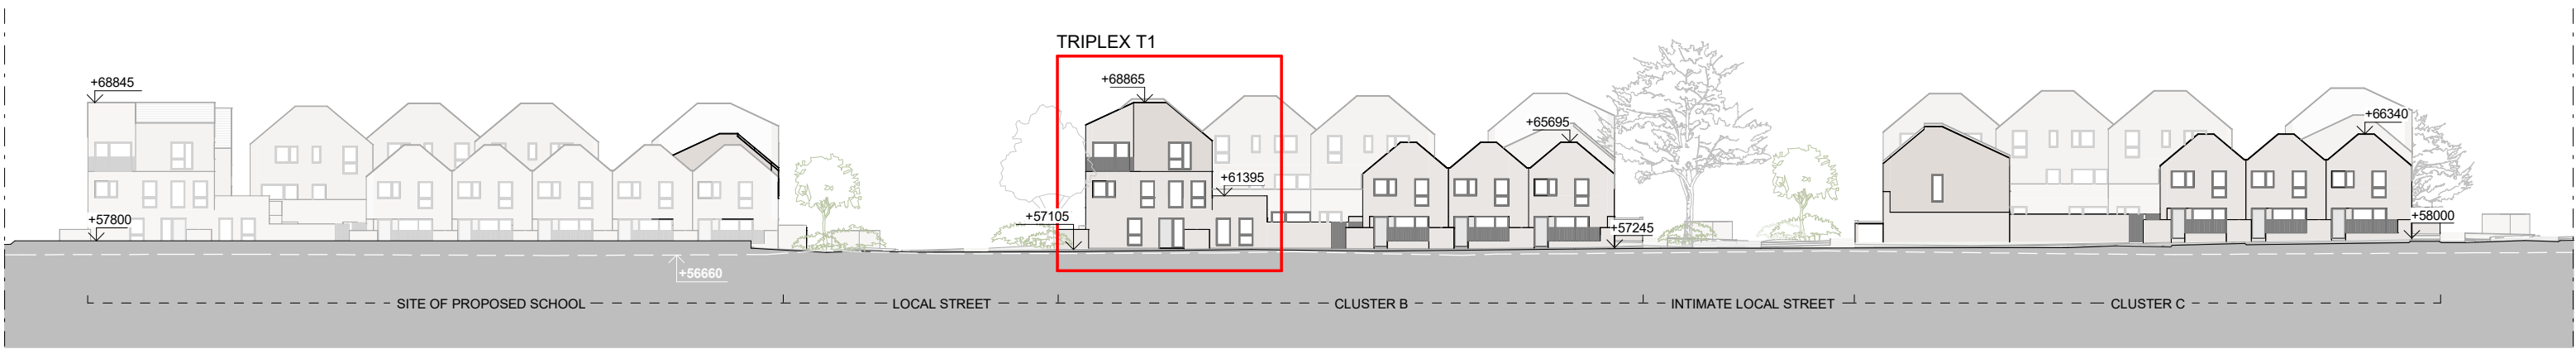 TRIPLEX T1
+68845
+68865
+65695
+66340
+61395
+57800
+57105
+57245
+58000
+56660
SITE OF PROPOSED SCHOOL
LOCAL STREET
CLUSTER B
INTIMATE LOCAL STREET
CLUSTER C